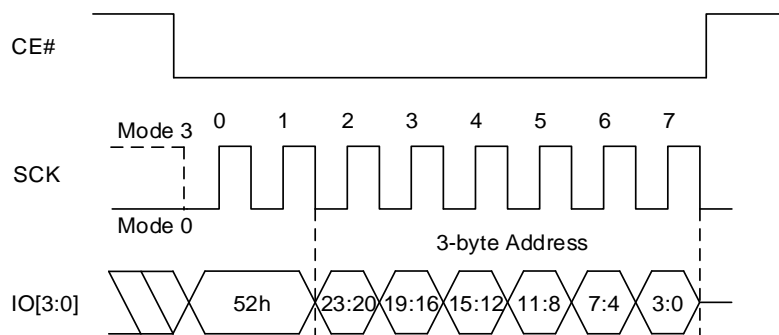 CE#
Mode 3
0 1 2 3 4 5 6 7
SCK
Mode 0
3-byte Address
IO[3:0]
52h 23:20 19:16 15:12 11:8 7:4 3:0